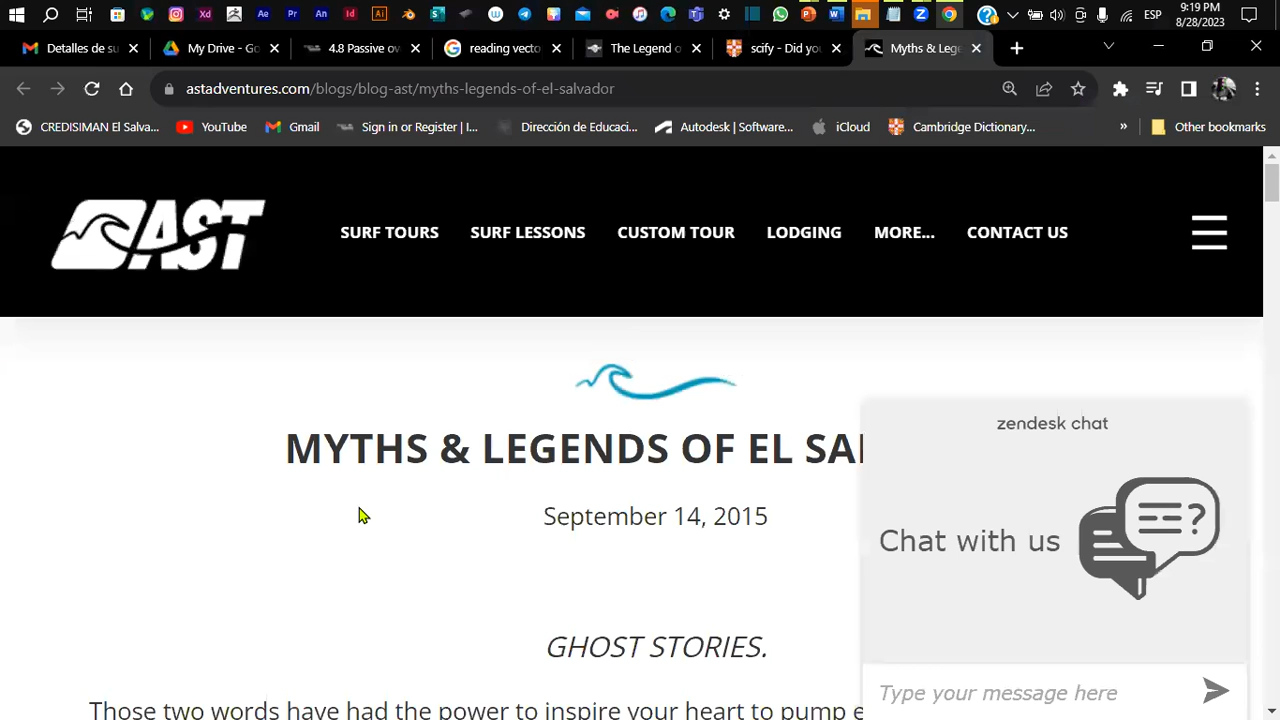 9:19 PM
ESP
8/28/2023
Detalles de su
My Drive - Go
4.8 Passive ov
reading vecto
The Legend o
scify - Did you
Myths & Lege
astadventures.com/blogs/blog-ast/myths-legends-of-el-salvador
CREDISIMAN El Salva...
YouTube
Gmail
Sign in or Register | I...
Dirección de Educaci...
Autodesk | Software...
iCloud
Cambridge Dictionary...
»
Other bookmarks
AST
SURF TOURS
SURF LESSONS
CUSTOM TOUR
LODGING
MORE...
CONTACT US
MYTHS & LEGENDS OF EL SAL
September 14, 2015
GHOST STORIES.
Those two words have had the power to inspire your heart to pump
zendesk chat
Chat with us
Type your message here